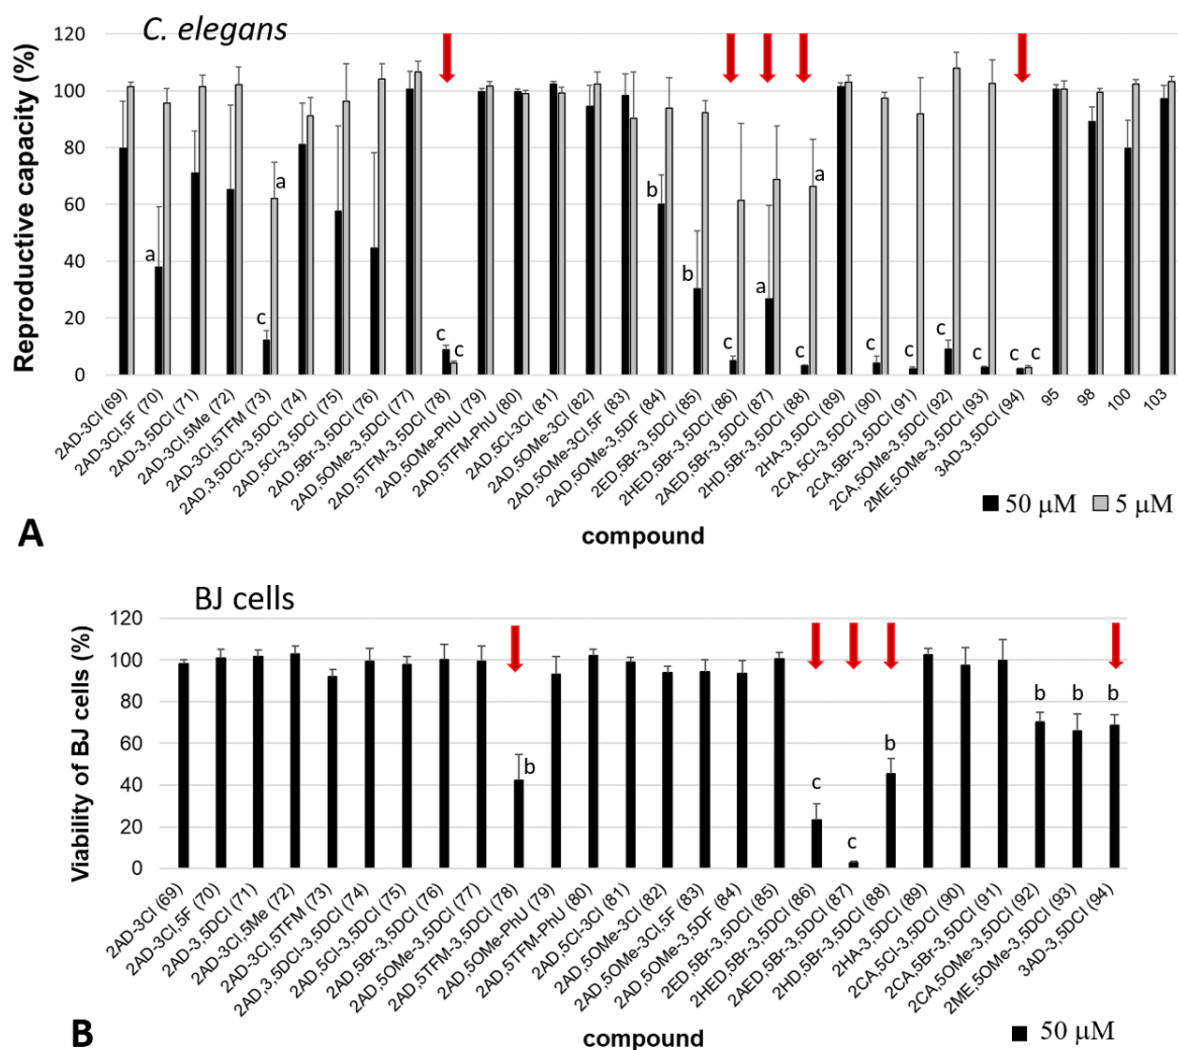 C. elegans
Reproductive capacity (%)
120
100
80
60
40
20
0
a
c
a
c
c
b
b
c
a
c
a
c
c
c
c
c
c
2AD-3Cl (69)
2AD-3Cl,5F (70)
2AD-3,5DCl (71)
2AD-3Cl,5Me (72)
2AD-3Cl,5TFM (73)
2AD,3,5DCl-3,5DCl (74)
2AD,5Cl-3,5DCl (75)
2AD,5Br-3,5DCl (76)
2AD,5OMe-3,5DCl (77)
2AD,5TFM-3,5DCl (78)
2AD,5OMe-PhU (79)
2AD,5TFM-PhU (80)
2AD,5Cl-3Cl (81)
2AD,5OMe-3Cl (82)
2AD,5OMe-3Cl,5F (83)
2AD,5OMe-3,5DF (84)
2ED,5Br-3,5DCl (85)
2HED,5Br-3,5DCl (86)
2AED,5Br-3,5DCl (87)
2HD,5Br-3,5DCl (88)
2HA-3,5DCl (89)
2CA,5Cl-3,5DCl (90)
2CA,5Br-3,5DCl (91)
2CA,5OMe-3,5DCl (92)
2ME,5OMe-3,5DCl (93)
3AD-3,5DCl (94)
95
98
100
103
50 μM 5 μM
A
compound
BJ cells
Viability of BJ cells (%)
120
100
80
60
40
20
0
b
c
c
b
b
b
b
2AD-3Cl (69)
2AD-3Cl,5F (70)
2AD-3,5DCl (71)
2AD-3Cl,5Me (72)
2AD-3Cl,5TFM (73)
2AD,3,5DCl-3,5DCl (74)
2AD,5Cl-3,5DCl (75)
2AD,5Br-3,5DCl (76)
2AD,5OMe-3,5DCl (77)
2AD,5TFM-3,5DCl (78)
2AD,5OMe-PhU (79)
2AD,5TFM-PhU (80)
2AD,5Cl-3Cl (81)
2AD,5OMe-3Cl (82)
2AD,5OMe-3Cl,5F (83)
2AD,5OMe-3,5DF (84)
2ED,5Br-3,5DCl (85)
2HED,5Br-3,5DCl (86)
2AED,5Br-3,5DCl (87)
2HD,5Br-3,5DCl (88)
2HA-3,5DCl (89)
2CA,5Cl-3,5DCl (90)
2CA,5Br-3,5DCl (91)
2CA,5OMe-3,5DCl (92)
2ME,5OMe-3,5DCl (93)
3AD-3,5DCl (94)
B
compound
50 μM